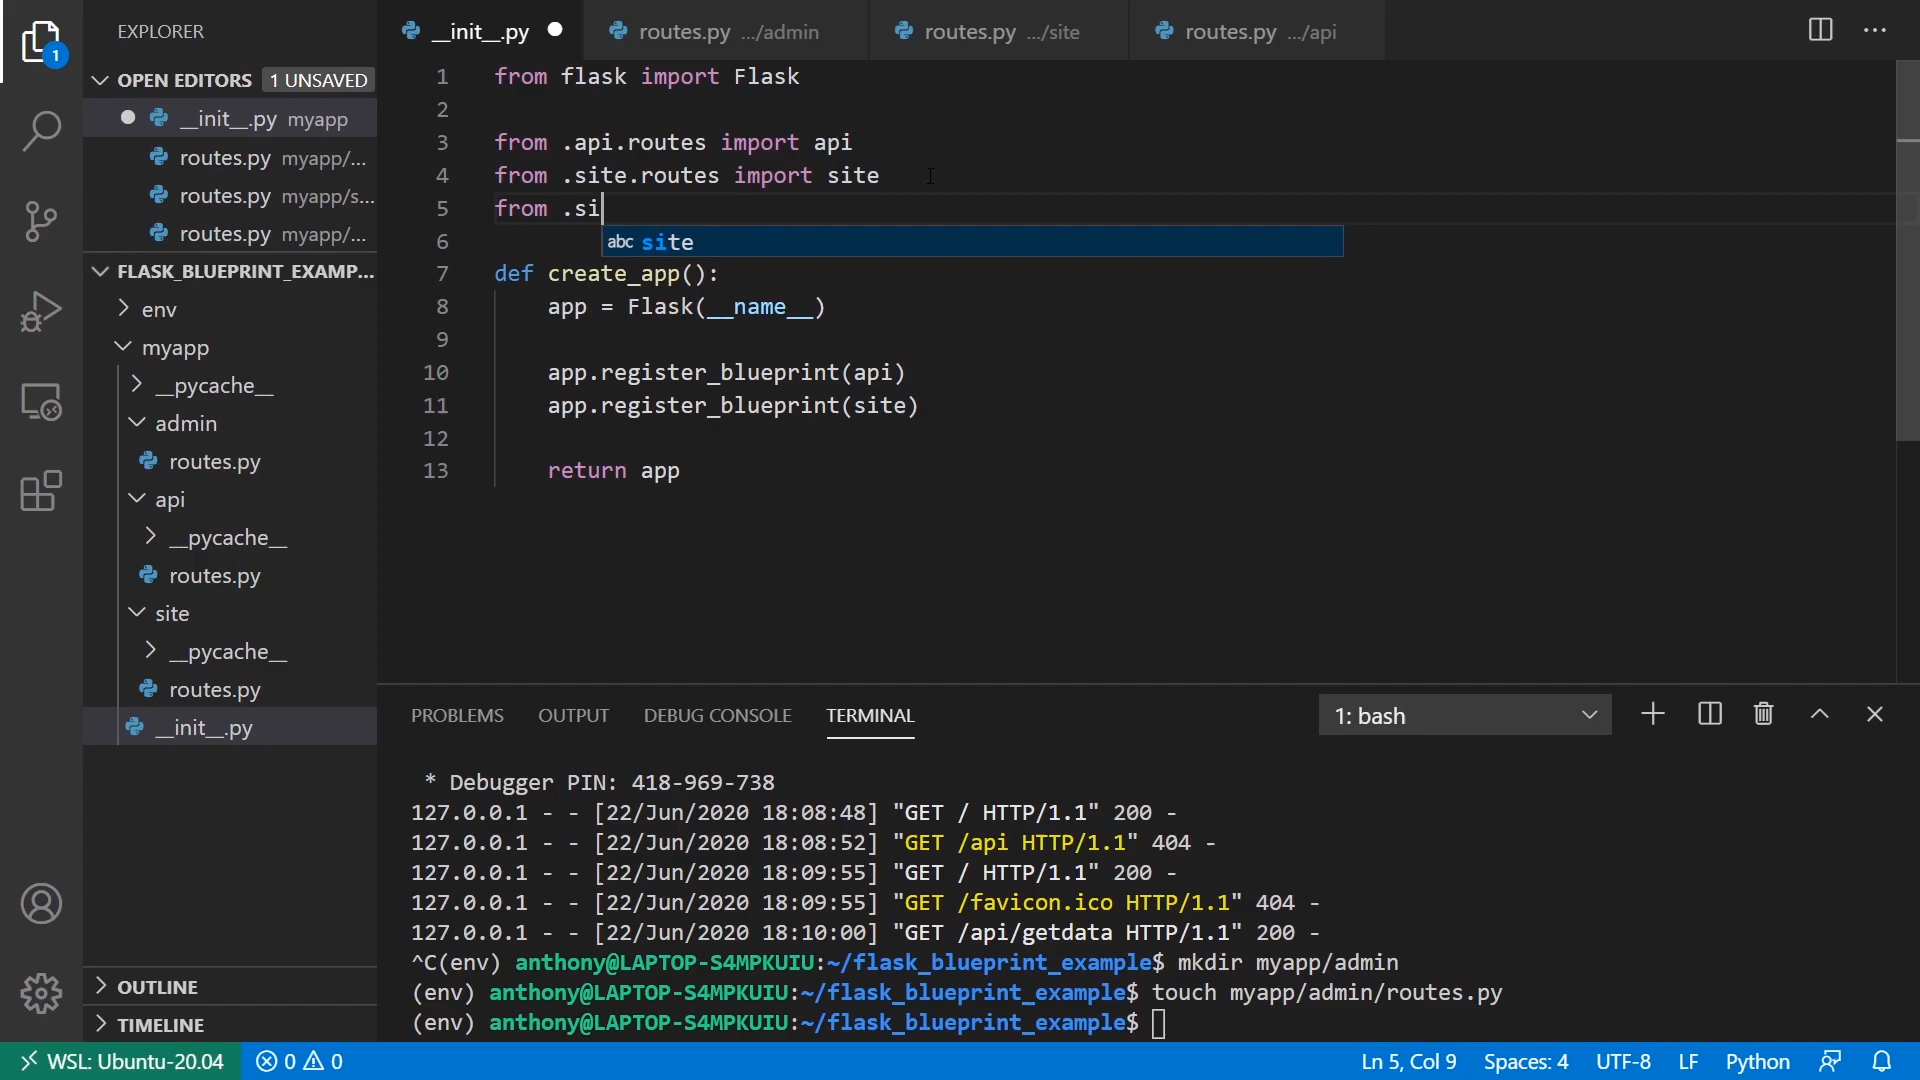 EXPLORER
OPEN EDITORS 1 UNSAVED
__init__.py myapp
routes.py myapp/...
routes.py myapp/s...
routes.py myapp/...
FLASK_BLUEPRINT_EXAMP...
env
myapp
__pycache__
admin
routes.py
api
__pycache__
routes.py
site
__pycache__
routes.py
__init__.py
OUTLINE
TIMELINE
1
__init__.py
routes.py .../admin
routes.py .../site
routes.py .../api
1 from flask import Flask
2
3 from .api.routes import api
4 from .site.routes import site
5 from .si
abc site
6
7 def create_app():
8 app = Flask(__name__)
9
10 app.register_blueprint(api)
11 app.register_blueprint(site)
12
13 return app
PROBLEMS OUTPUT DEBUG CONSOLE TERMINAL 1: bash
* Debugger PIN: 418-969-738
127.0.0.1 - - [22/Jun/2020 18:08:48] "GET / HTTP/1.1" 200 -
127.0.0.1 - - [22/Jun/2020 18:08:52] "GET /api HTTP/1.1" 404 -
127.0.0.1 - - [22/Jun/2020 18:09:55] "GET / HTTP/1.1" 200 -
127.0.0.1 - - [22/Jun/2020 18:09:55] "GET /favicon.ico HTTP/1.1" 404 -
127.0.0.1 - - [22/Jun/2020 18:10:00] "GET /api/getdata HTTP/1.1" 200 -
^C(env) anthony@LAPTOP-S4MPKUIU:~/flask_blueprint_example$ mkdir myapp/admin
(env) anthony@LAPTOP-S4MPKUIU:~/flask_blueprint_example$ touch myapp/admin/routes.py
(env) anthony@LAPTOP-S4MPKUIU:~/flask_blueprint_example$
WSL: Ubuntu-20.04 0 0 Ln 5, Col 9 Spaces: 4 UTF-8 LF Python